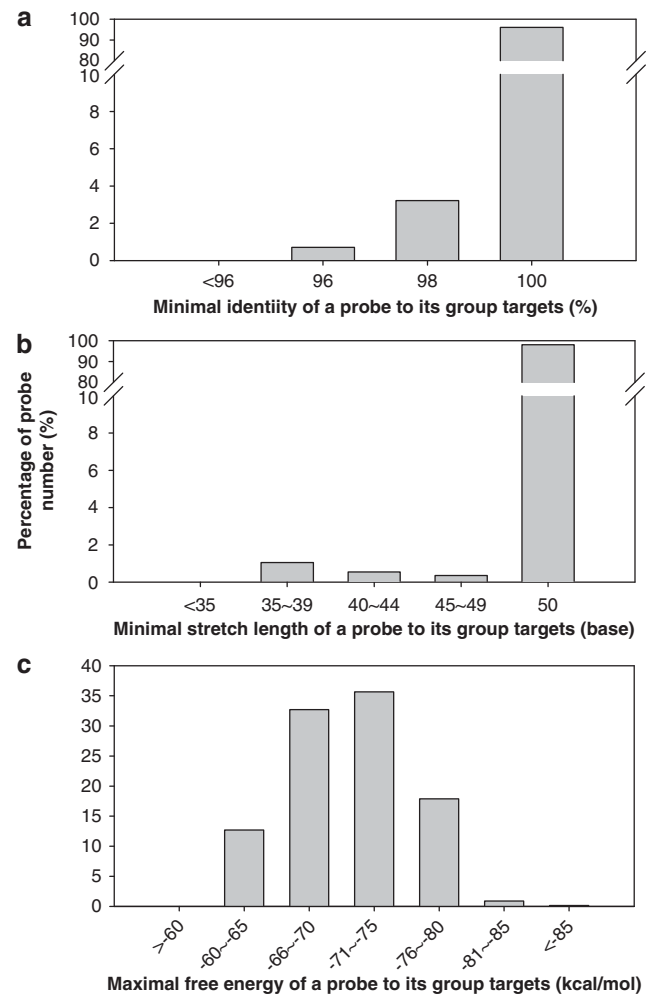 a
100
90
80
10
8
6
4
2
0
<96 96 98 100
Minimal identiity of a probe to its group targets (%)
b
100
90
80
10
8
6
4
2
0
Percentage of probe
number (%)
<35 35~39 40~44 45~49 50
Minimal stretch length of a probe to its group targets (base)
c
40
35
30
25
20
15
10
5
0
>-60 -60~-65 -66~-70 -71~-75 -76~-80 -81~-85 <-85
Maximal free energy of a probe to its group targets (kcal/mol)